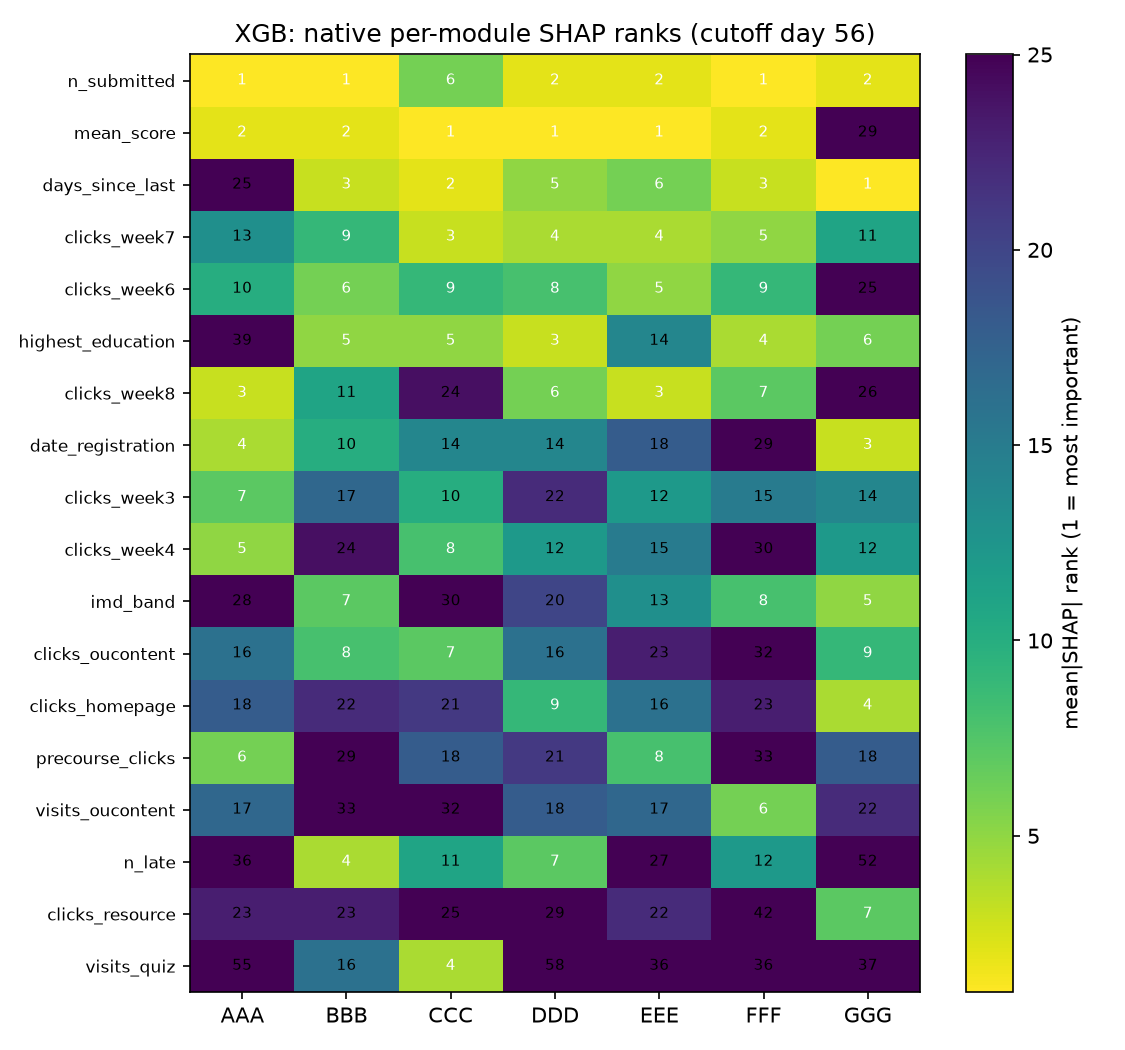 XGB: native per-module SHAP ranks (cutoff day 56)
n_submitted 1 1 6 2 2 1 2
mean_score 2 2 1 1 1 2 29
days_since_last 25 3 2 5 6 3 1
clicks_week7 13 9 3 4 4 5 11
clicks_week6 10 6 9 8 5 9 25
highest_education 39 5 5 3 14 4 6
clicks_week8 3 11 24 6 3 7 26
date_registration 4 10 14 14 18 29 3
clicks_week3 7 17 10 22 12 15 14
clicks_week4 5 24 8 12 15 30 12
imd_band 28 7 30 20 13 8 5
clicks_oucontent 16 8 7 16 23 32 9
clicks_homepage 18 22 21 9 16 23 4
precourse_clicks 6 29 18 21 8 33 18
visits_oucontent 17 33 32 18 17 6 22
n_late 36 4 11 7 27 12 52
clicks_resource 23 23 25 29 22 42 7
visits_quiz 55 16 4 58 36 36 37
AAA BBB CCC DDD EEE FFF GGG
25
20
15
10
5
mean|SHAP| rank (1 = most important)